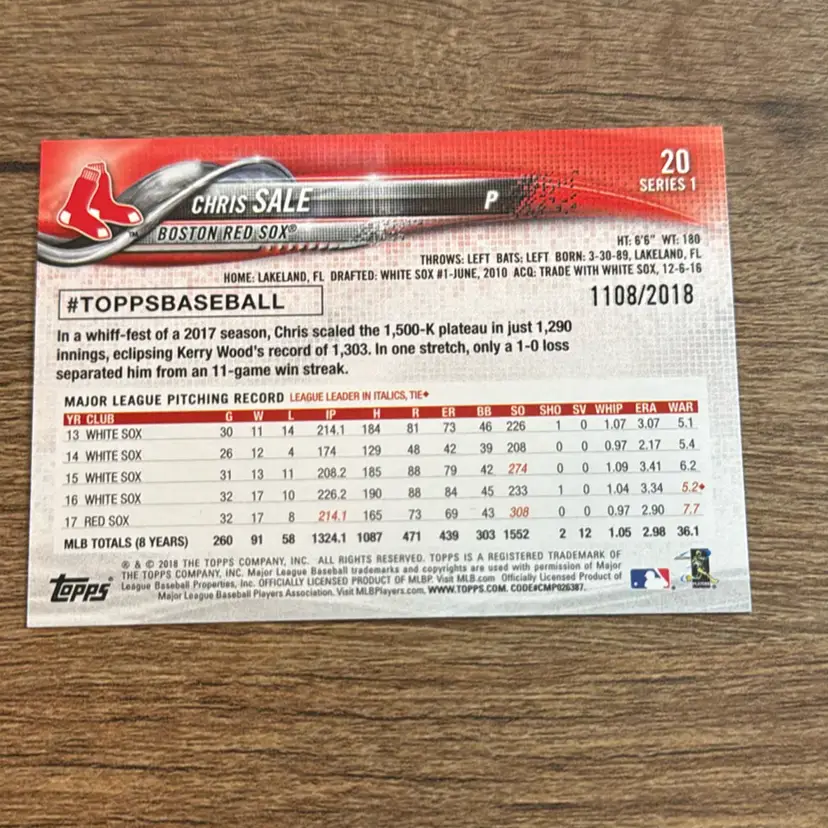 20
SERIES 1
CHRIS SALE P
BOSTON RED SOX®
HT: 6'6" WT: 180
THROWS: LEFT BATS: LEFT BORN: 3-30-89, LAKELAND, FL
HOME: LAKELAND, FL DRAFTED: WHITE SOX #1-JUNE, 2010 ACQ: TRADE WITH WHITE SOX, 12-6-16
#TOPPSBASEBALL
1108/2018
In a whiff-fest of a 2017 season, Chris scaled the 1,500-K plateau in just 1,290
innings, eclipsing Kerry Wood's record of 1,303. In one stretch, only a 1-0 loss
separated him from an 11-game win streak.
MAJOR LEAGUE PITCHING RECORD LEAGUE LEADER IN ITALICS, TIE♦
YR CLUB G W L IP H R ER BB SO SHO SV WHIP ERA WAR
13 WHITE SOX 30 11 14 214.1 184 81 73 46 226 1 0 1.07 3.07 5.1
14 WHITE SOX 26 12 4 174 129 48 42 39 208 0 0 0.97 2.17 5.4
15 WHITE SOX 31 13 11 208.2 185 88 79 42 274 0 0 1.09 3.41 6.2
16 WHITE SOX 32 17 10 226.2 190 88 84 45 233 1 0 1.04 3.34 5.2♦
17 RED SOX 32 17 8 214.1 165 73 69 43 308 0 0 0.97 2.90 7.7
MLB TOTALS (8 YEARS) 260 91 58 1324.1 1087 471 439 303 1552 2 12 1.05 2.98 36.1
® & © 2018 THE TOPPS COMPANY, INC. ALL RIGHTS RESERVED. TOPPS IS A REGISTERED TRADEMARK OF
THE TOPPS COMPANY, INC. Major League Baseball trademarks and copyrights are used with permission of Major
League Baseball Properties, Inc. OFFICIALLY LICENSED PRODUCT OF MLBP. Visit MLB.com Officially Licensed Product of
Major League Baseball Players Association. Visit MLBPlayers.com. WWW.TOPPS.COM. CODE#CMP026387.
Topps®